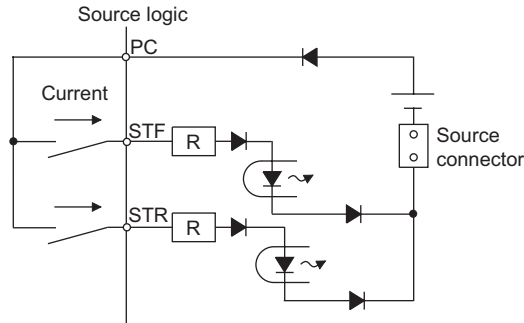 Source logic
PC
Current
STF
R
Source
connector
STR
R